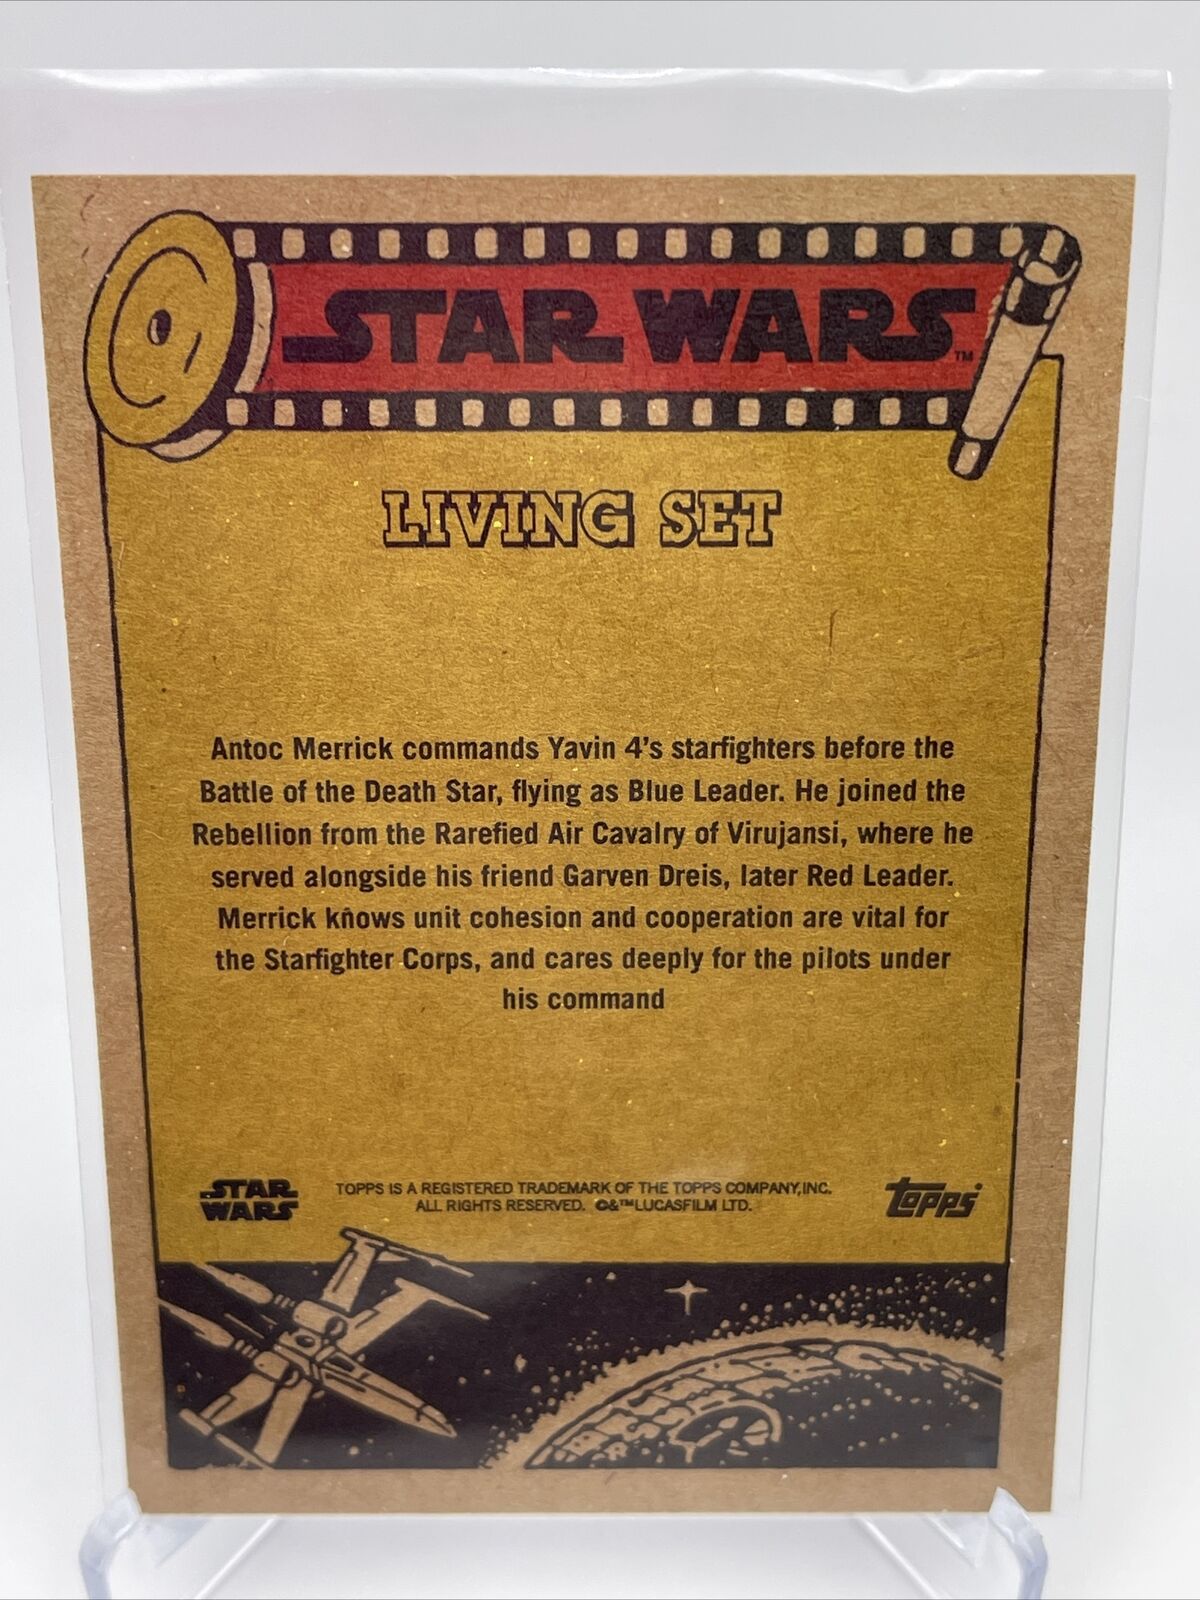 STAR WARS™
LIVING SET
Antoc Merrick commands Yavin 4's starfighters before the
Battle of the Death Star, flying as Blue Leader. He joined the
Rebellion from the Rarefied Air Cavalry of Virujansi, where he
served alongside his friend Garven Dreis, later Red Leader.
Merrick knows unit cohesion and cooperation are vital for
the Starfighter Corps, and cares deeply for the pilots under
his command
STAR
WARS
TOPPS IS A REGISTERED TRADEMARK OF THE TOPPS COMPANY, INC.
ALL RIGHTS RESERVED. ©&™LUCASFILM LTD.
topps